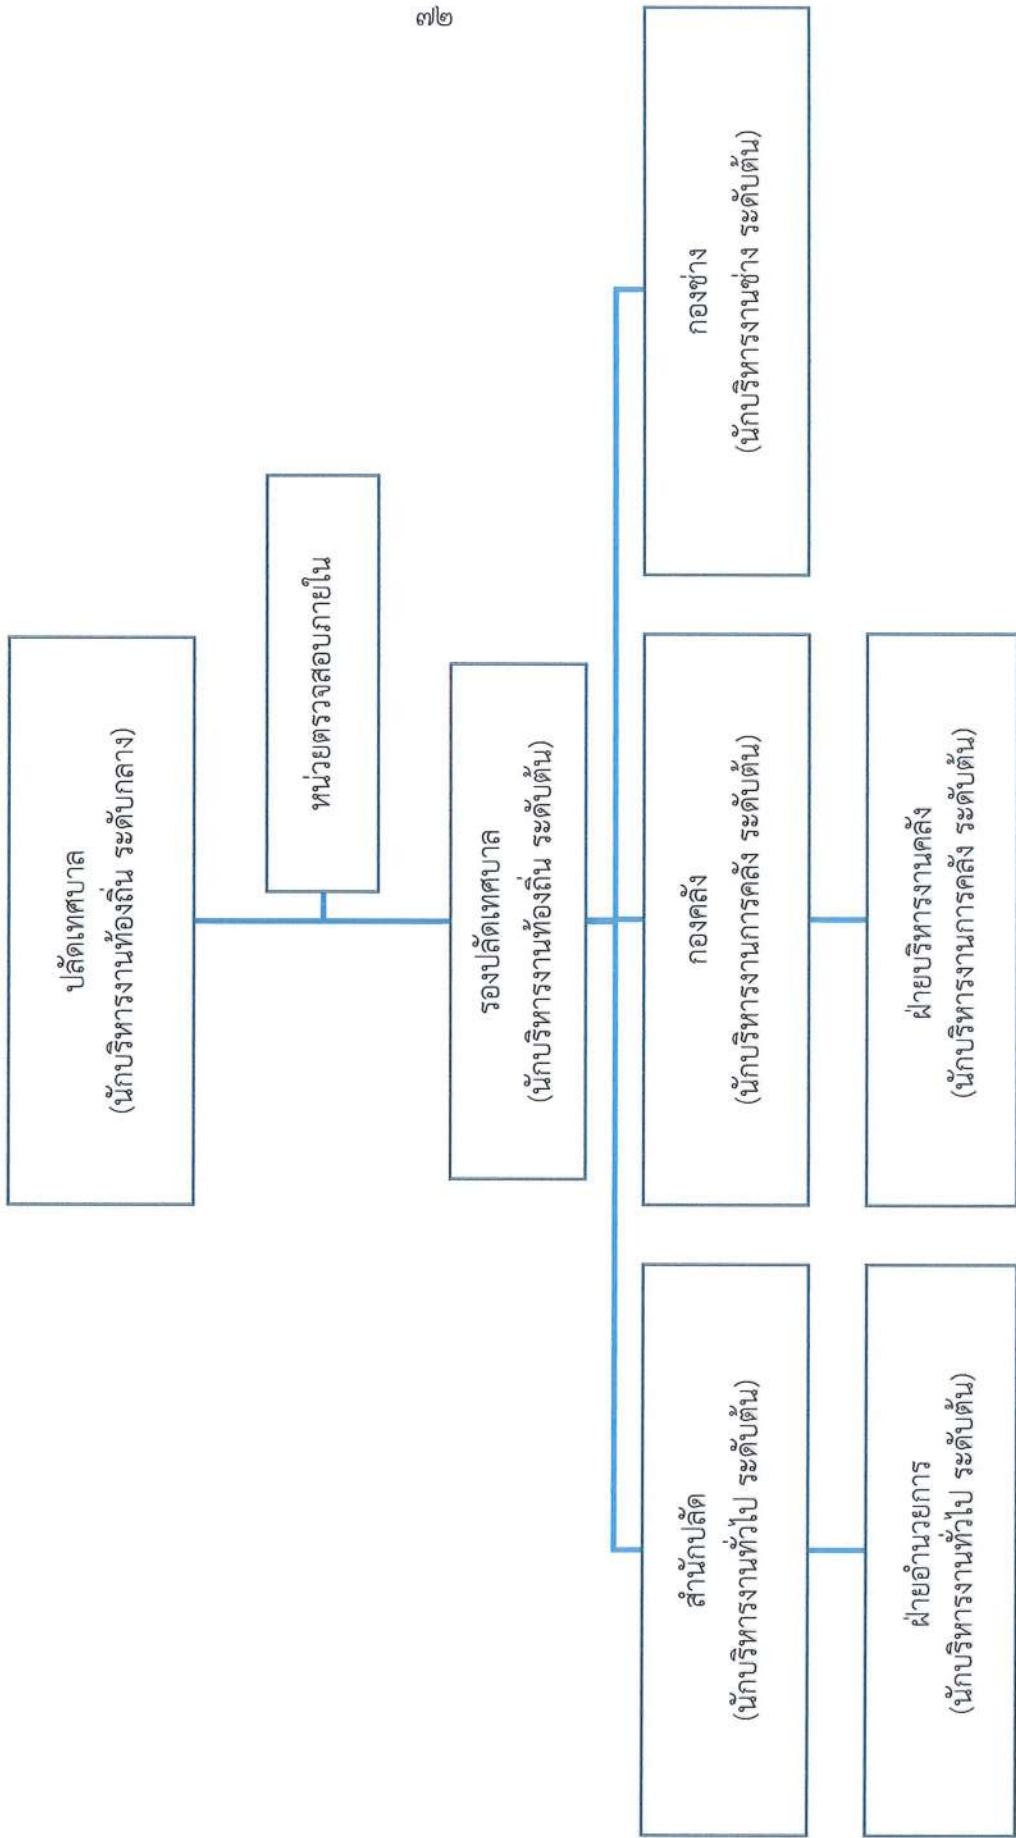 ๗๒
ปลัดเทศบาล
(นักบริหารงานท้องถิ่น ระดับกลาง)
หน่วยตรวจสอบภายใน
รองปลัดเทศบาล
(นักบริหารงานท้องถิ่น ระดับต้น)
สำนักปลัด
(นักบริหารงานทั่วไป ระดับต้น)
กองคลัง
(นักบริหารงานการคลัง ระดับต้น)
กองช่าง
(นักบริหารงานช่าง ระดับต้น)
ฝ่ายอำนวยการ
(นักบริหารงานทั่วไป ระดับต้น)
ฝ่ายบริหารงานคลัง
(นักบริหารงานการคลัง ระดับต้น)